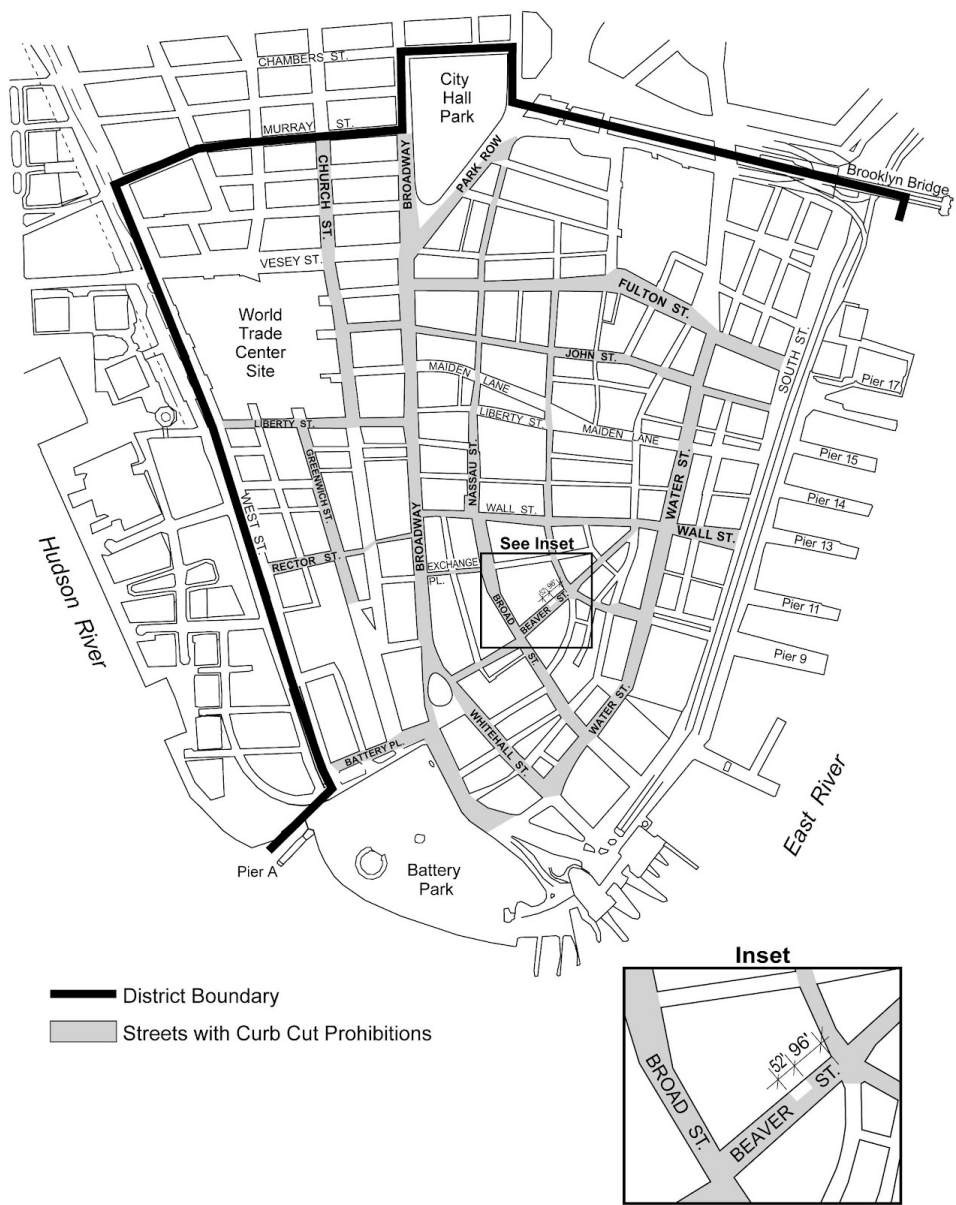 CHAMBERS ST.
City
Hall
Park
MURRAY ST.
CHURCH ST.
BROADWAY
PARK ROW
Brooklyn Bridge
VESEY ST.
FULTON ST.
World
Trade
Center
Site
JOHN ST.
SOUTH ST.
MAIDEN LANE
Pier 17
LIBERTY ST.
LIBERTY ST.
MAIDEN LANE
GREENWICH ST.
NASSAU ST.
WATER ST.
Pier 15
Pier 14
WEST ST.
BROADWAY
WALL ST.
WALL ST.
Pier 13
See Inset
RECTOR ST.
EXCHANGE
PL.
52' 96'
BROAD ST.
BEAVER ST.
Pier 11
Pier 9
Hudson River
WATER ST.
WHITEHALL ST.
BATTERY PL.
East River
Pier A
Battery
Park
Inset
District Boundary
Streets with Curb Cut Prohibitions
52' 96'
BROAD ST.
BEAVER ST.